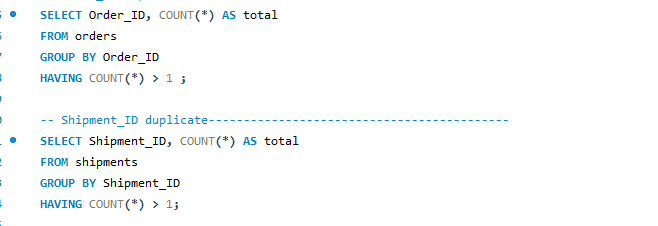 SELECT Order_ID, COUNT(*) AS total
FROM orders
GROUP BY Order_ID
HAVING COUNT(*) > 1 ;
-- Shipment_ID duplicate-------------------------------------------
SELECT Shipment_ID, COUNT(*) AS total
FROM shipments
GROUP BY Shipment_ID
HAVING COUNT(*) > 1;